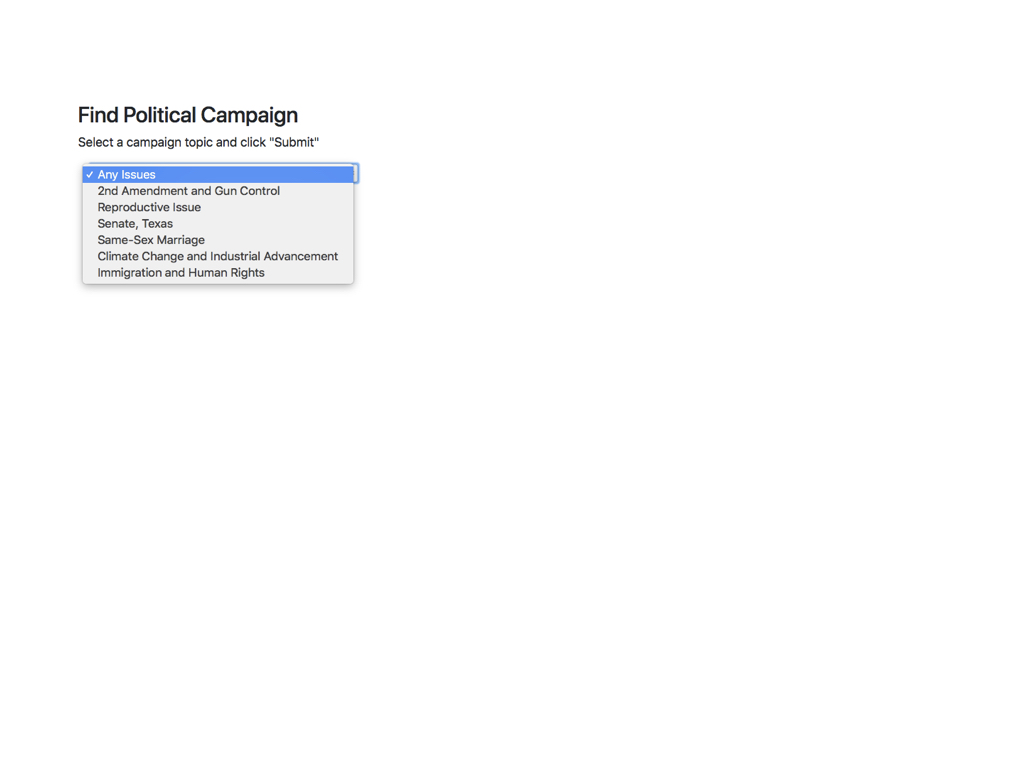 Find Political Campaign
Select a campaign topic and click "Submit"
✓ Any Issues
2nd Amendment and Gun Control
Reproductive Issue
Senate, Texas
Same-Sex Marriage
Climate Change and Industrial Advancement
Immigration and Human Rights